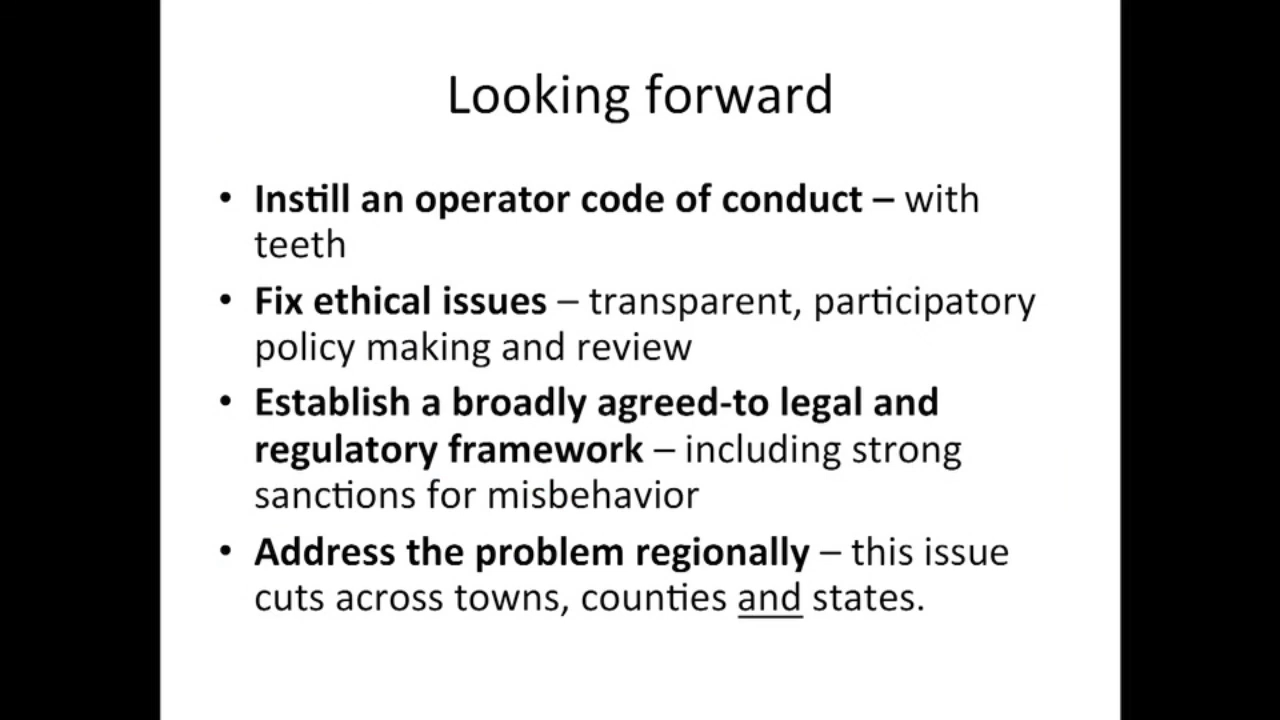 Looking forward
• Instill an operator code of conduct – with
teeth
• Fix ethical issues – transparent, participatory
policy making and review
• Establish a broadly agreed-to legal and
regulatory framework – including strong
sanctions for misbehavior
• Address the problem regionally – this issue
cuts across towns, counties and states.